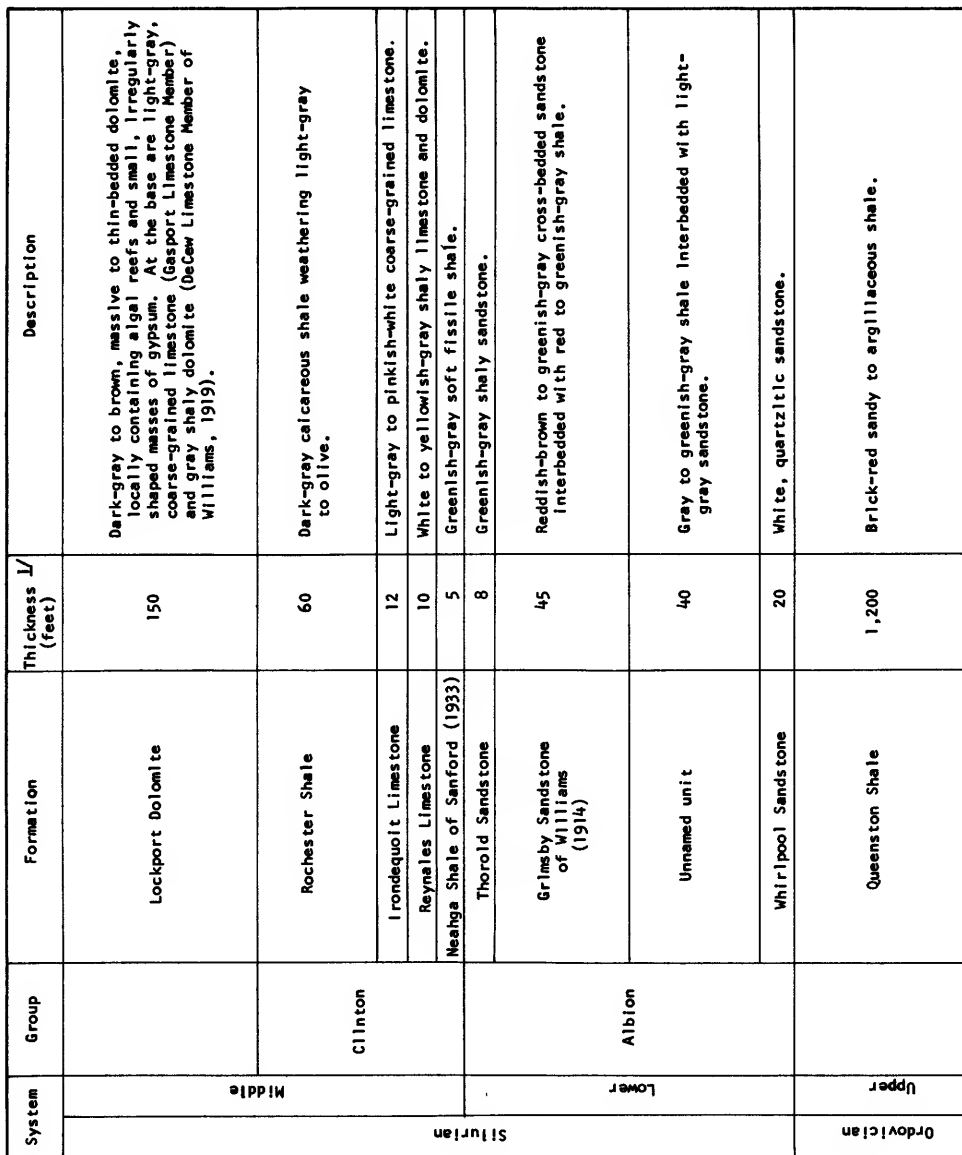 System
Group
Formation
Thickness 1/
(feet)
Description
Silurian
Middle
Lockport Dolomite
150
Dark-gray to brown, massive to thin-bedded dolomite,
locally containing algal reefs and small, irregularly
shaped masses of gypsum. At the base are light-gray,
coarse-grained limestone (Gasport Limestone Member)
and gray shaly dolomite (DeCew Limestone Member of
Williams, 1919).
Clinton
Rochester Shale
60
Dark-gray calcareous shale weathering light-gray
to olive.
Irondequoit Limestone
12
Light-gray to pinkish-white coarse-grained limestone.
Reynales Limestone
10
White to yellowish-gray shaly limestone and dolomite.
Neahga Shale of Sanford (1933)
5
Greenish-gray soft fissile shale.
Lower
Albion
Thorold Sandstone
8
Greenish-gray shaly sandstone.
Grimsby Sandstone
of Williams
(1914)
45
Reddish-brown to greenish-gray cross-bedded sandstone
interbedded with red to greenish-gray shale.
Unnamed unit
40
Gray to greenish-gray shale interbedded with light-
gray sandstone.
Whirlpool Sandstone
20
White, quartzitic sandstone.
Ordovician
Upper
Queenston Shale
1,200
Brick-red sandy to argillaceous shale.